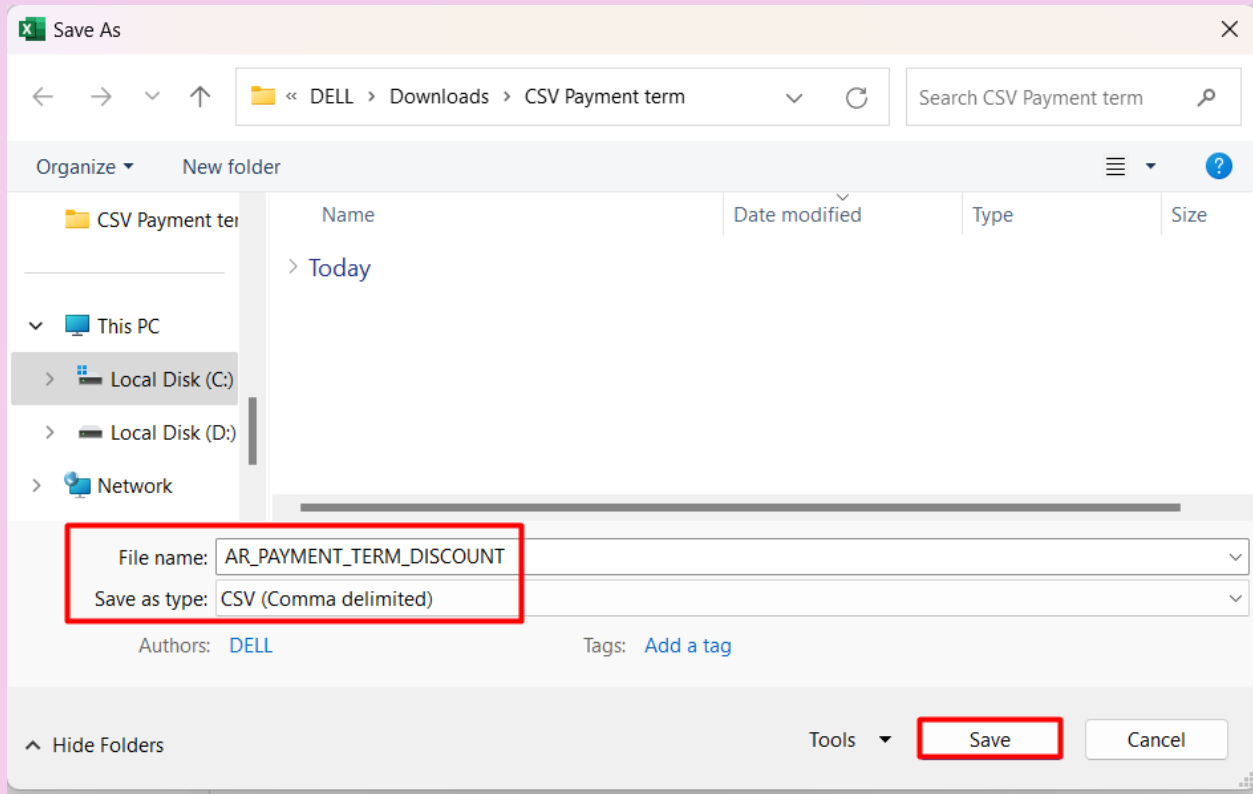 Save As
« DELL > Downloads > CSV Payment term
Search CSV Payment term
Organize
New folder
CSV Payment ter
Name
Date modified
Type
Size
Today
This PC
Local Disk (C:)
Local Disk (D:)
Network
File name: AR_PAYMENT_TERM_DISCOUNT
Save as type: CSV (Comma delimited)
Authors: DELL
Tags: Add a tag
Hide Folders
Tools
Save
Cancel